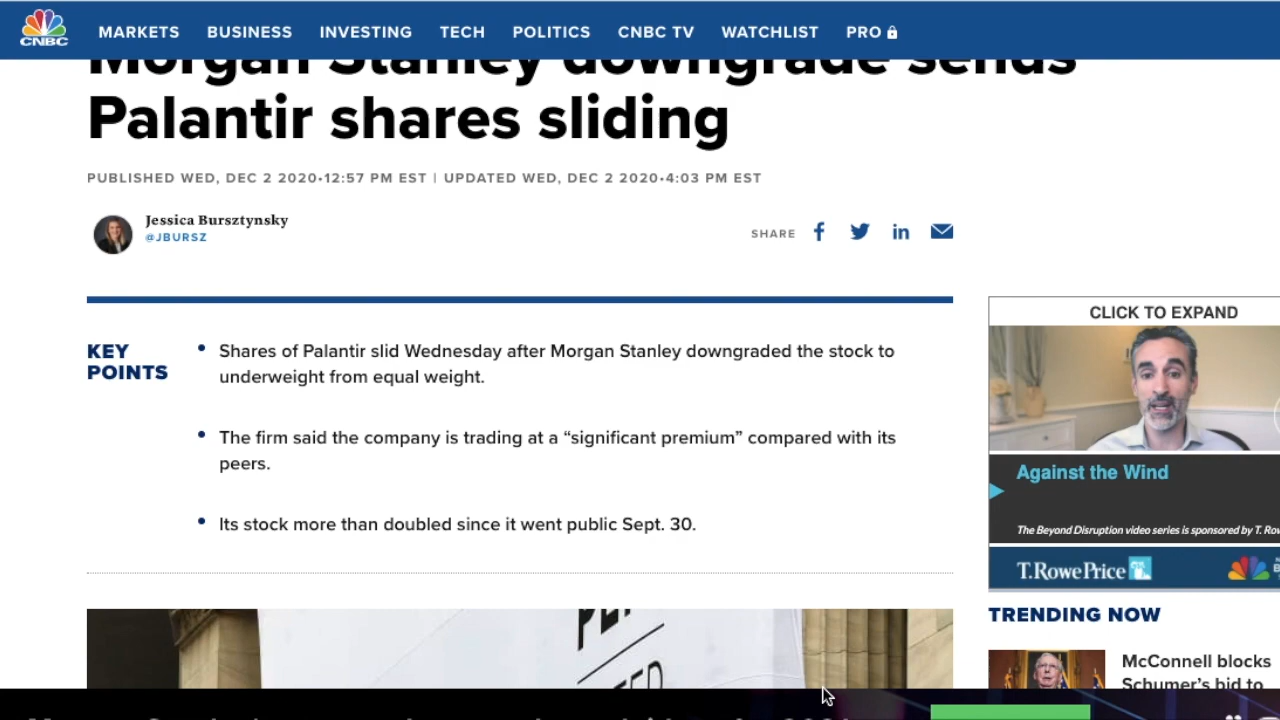 CNBC
MARKETS BUSINESS INVESTING TECH POLITICS CNBC TV WATCHLIST PRO
Morgan Stanley downgrade sends
Palantir shares sliding
PUBLISHED WED, DEC 2 2020•12:57 PM EST | UPDATED WED, DEC 2 2020•4:03 PM EST
Jessica Bursztynsky
@JBURSZ
SHARE
KEY
POINTS
Shares of Palantir slid Wednesday after Morgan Stanley downgraded the stock to
underweight from equal weight.
The firm said the company is trading at a “significant premium” compared with its
peers.
Its stock more than doubled since it went public Sept. 30.
CLICK TO EXPAND
Against the Wind
The Beyond Disruption video series is sponsored by T.
T.RowePrice
TRENDING NOW
McConnell blocks
Schumer’s bid to